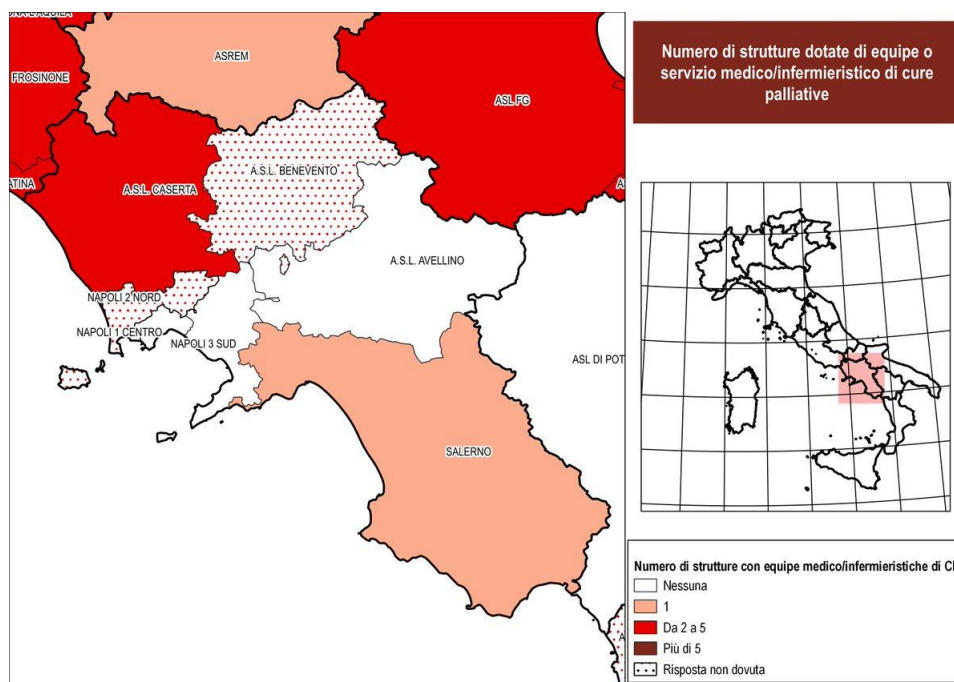 ASREM
FROSINONE
ASL FG
A.S.L. BENEVENTO
A.S.L. CASERTA
A.S.L. AVELLINO
NAPOLI 2 NORD
NAPOLI 1 CENTRO
NAPOLI 3 SUD
ASL DI POT
SALERNO
Numero di strutture dotate di equipe o
servizio medico/infermieristico di cure
palliative
Numero di strutture con equipe medico/infermieristiche di
Nessuna
1
Da 2 a 5
Più di 5
Risposta non dovuta